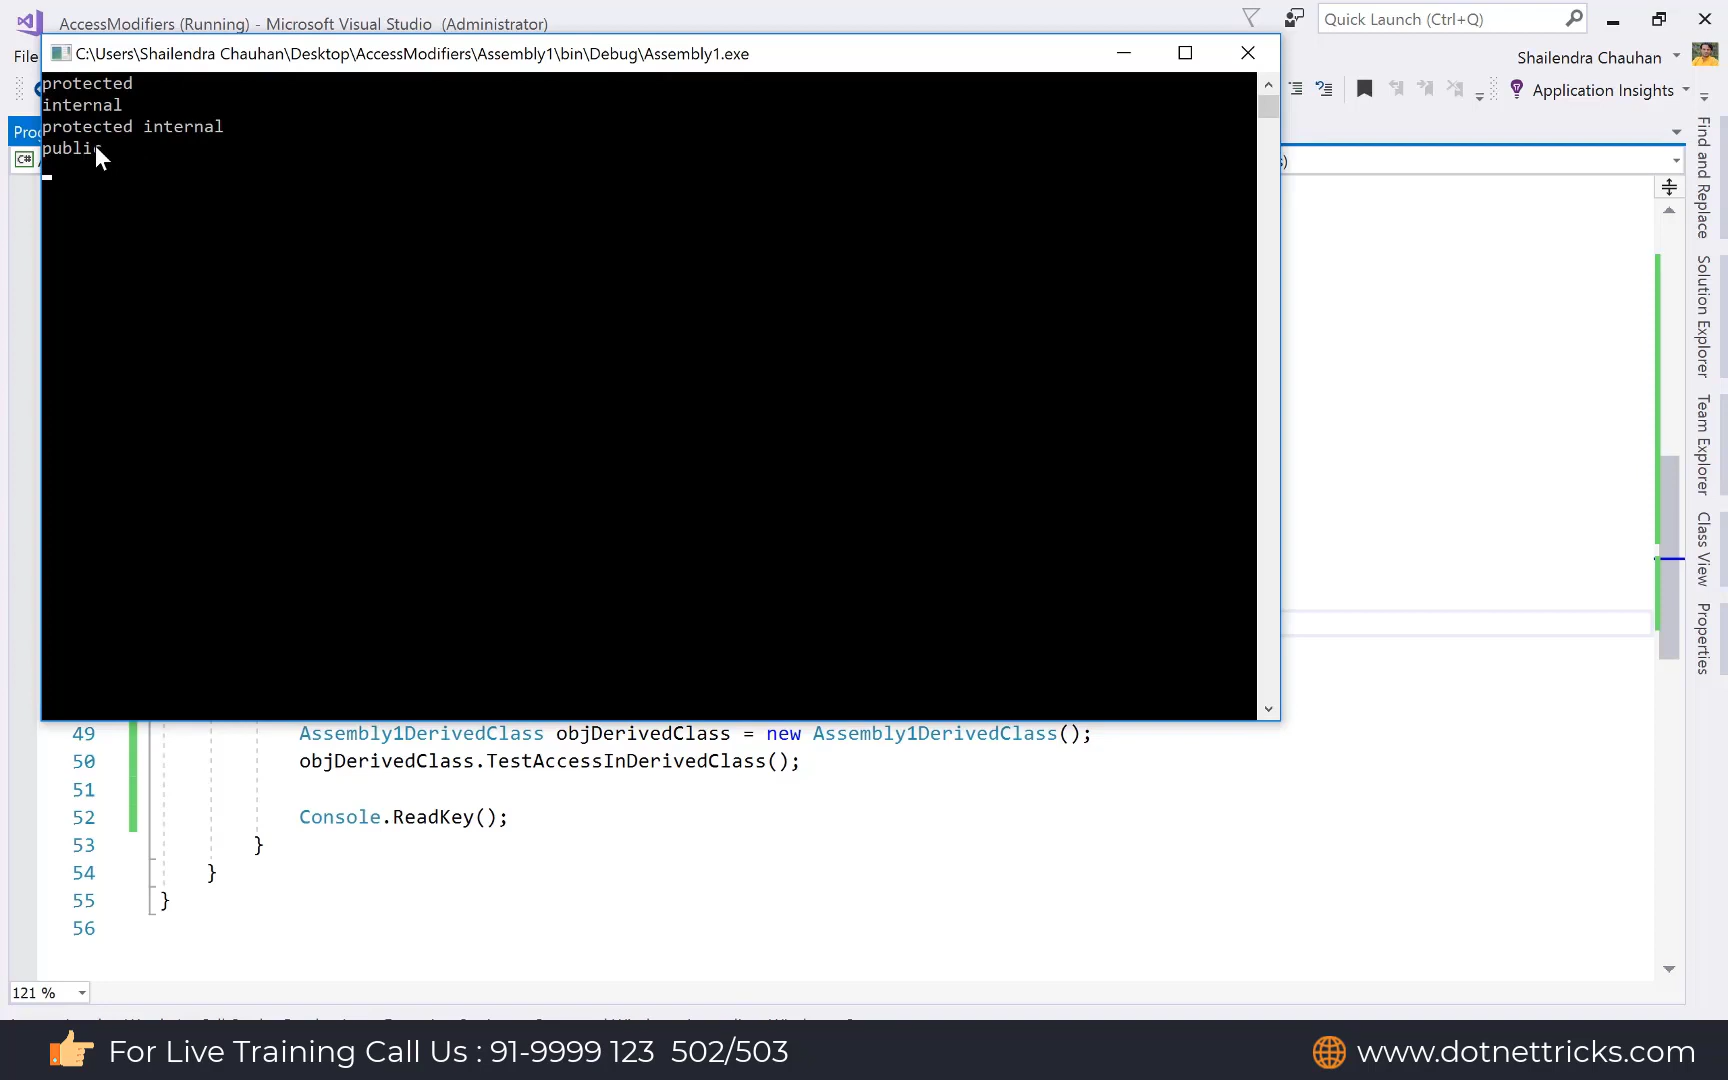 AccessModifiers (Running) - Microsoft Visual Studio (Administrator)
Quick Launch (Ctrl+Q)
File
C:\Users\Shailendra Chauhan\Desktop\AccessModifiers\Assembly1\bin\Debug\Assembly1.exe
Shailendra Chauhan
Application Insights
protected
internal
protected internal
public
C#
Find and Replace
Solution Explorer
Team Explorer
Class View
Properties
49 Assembly1DerivedClass objDerivedClass = new Assembly1DerivedClass();
50 objDerivedClass.TestAccessInDerivedClass();
51
52 Console.ReadKey();
53 }
54 }
55 }
56
121 %
For Live Training Call Us : 91-9999 123 502/503
www.dotnettricks.com